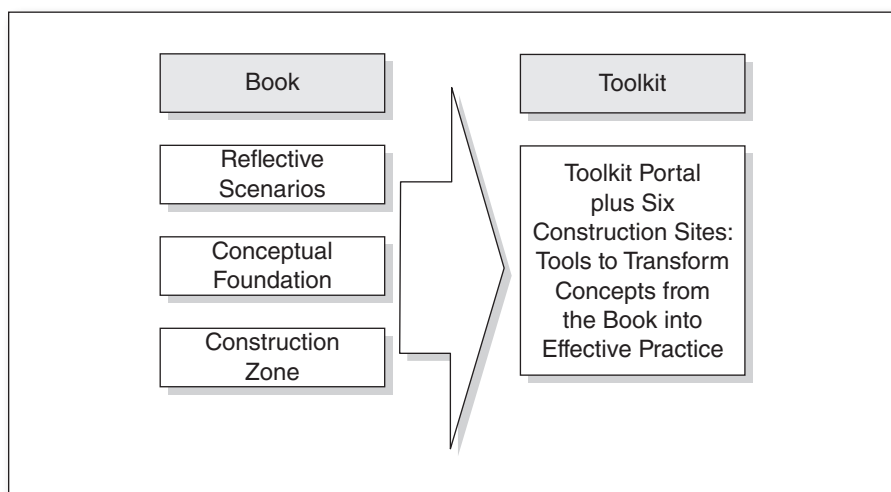 Book
Reflective
Scenarios
Conceptual
Foundation
Construction
Zone
Toolkit
Toolkit Portal
plus Six
Construction Sites:
Tools to Transform
Concepts from
the Book into
Effective Practice